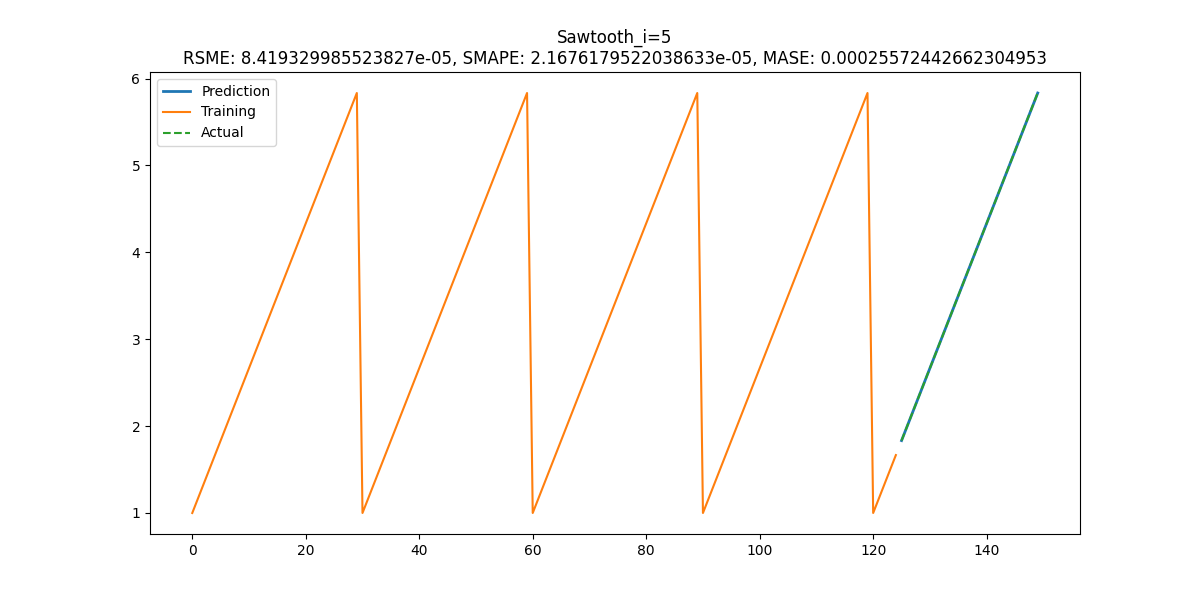 Sawtooth_i=5
RSME: 8.419329985523827e-05, SMAPE: 2.1676179522038633e-05, MASE: 0.00025572442662304953
Prediction
Training
Actual
6
5
4
3
2
1
0
20
40
60
80
100
120
140